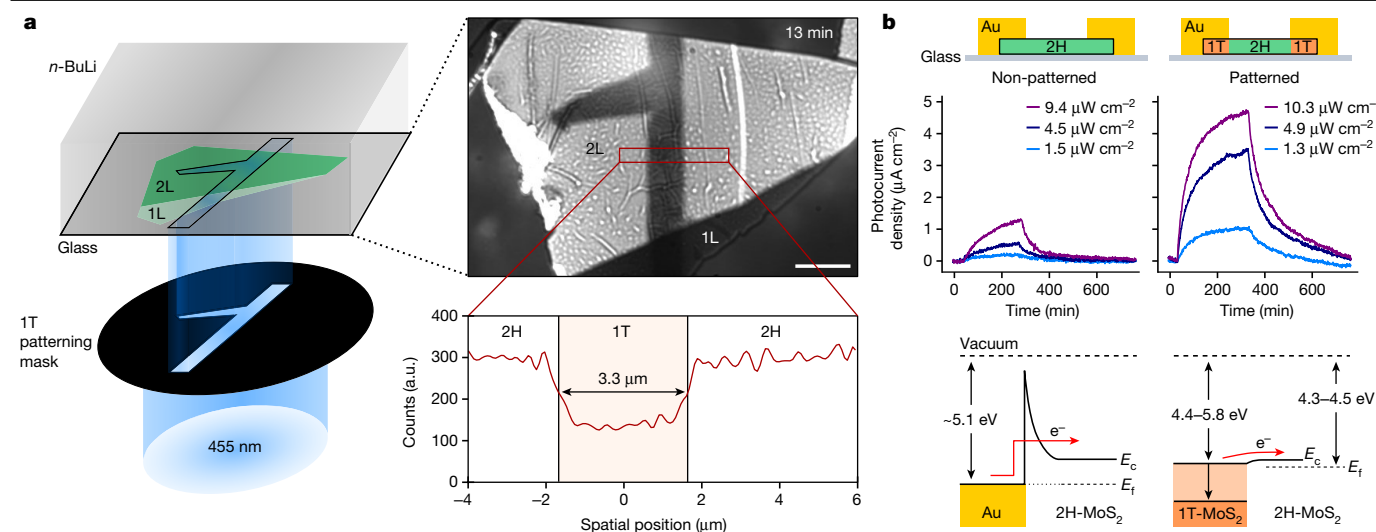 a
n-BuLi
2L
1L
Glass
1T
patterning
mask
455 nm
13 min
2L
1L
2H
1T
2H
3.3 μm
Counts (a.u.)
400
300
200
100
0
−4
−2
0
2
4
6
Spatial position (μm)
b
Au
2H
Glass
Non-patterned
Au
1T
2H
1T
Patterned
9.4 μW cm−2
4.5 μW cm−2
1.5 μW cm−2
10.3 μW cm−2
4.9 μW cm−2
1.3 μW cm−2
Photocurrent
density (μA cm−2)
5
4
3
2
1
0
0
200
400
600
Time (min)
0
200
400
600
Time (min)
Vacuum
~5.1 eV
e−
Ec
Ef
Au
2H-MoS2
4.4–5.8 eV
4.3–4.5 eV
e−
Ec
Ef
1T-MoS2
2H-MoS2